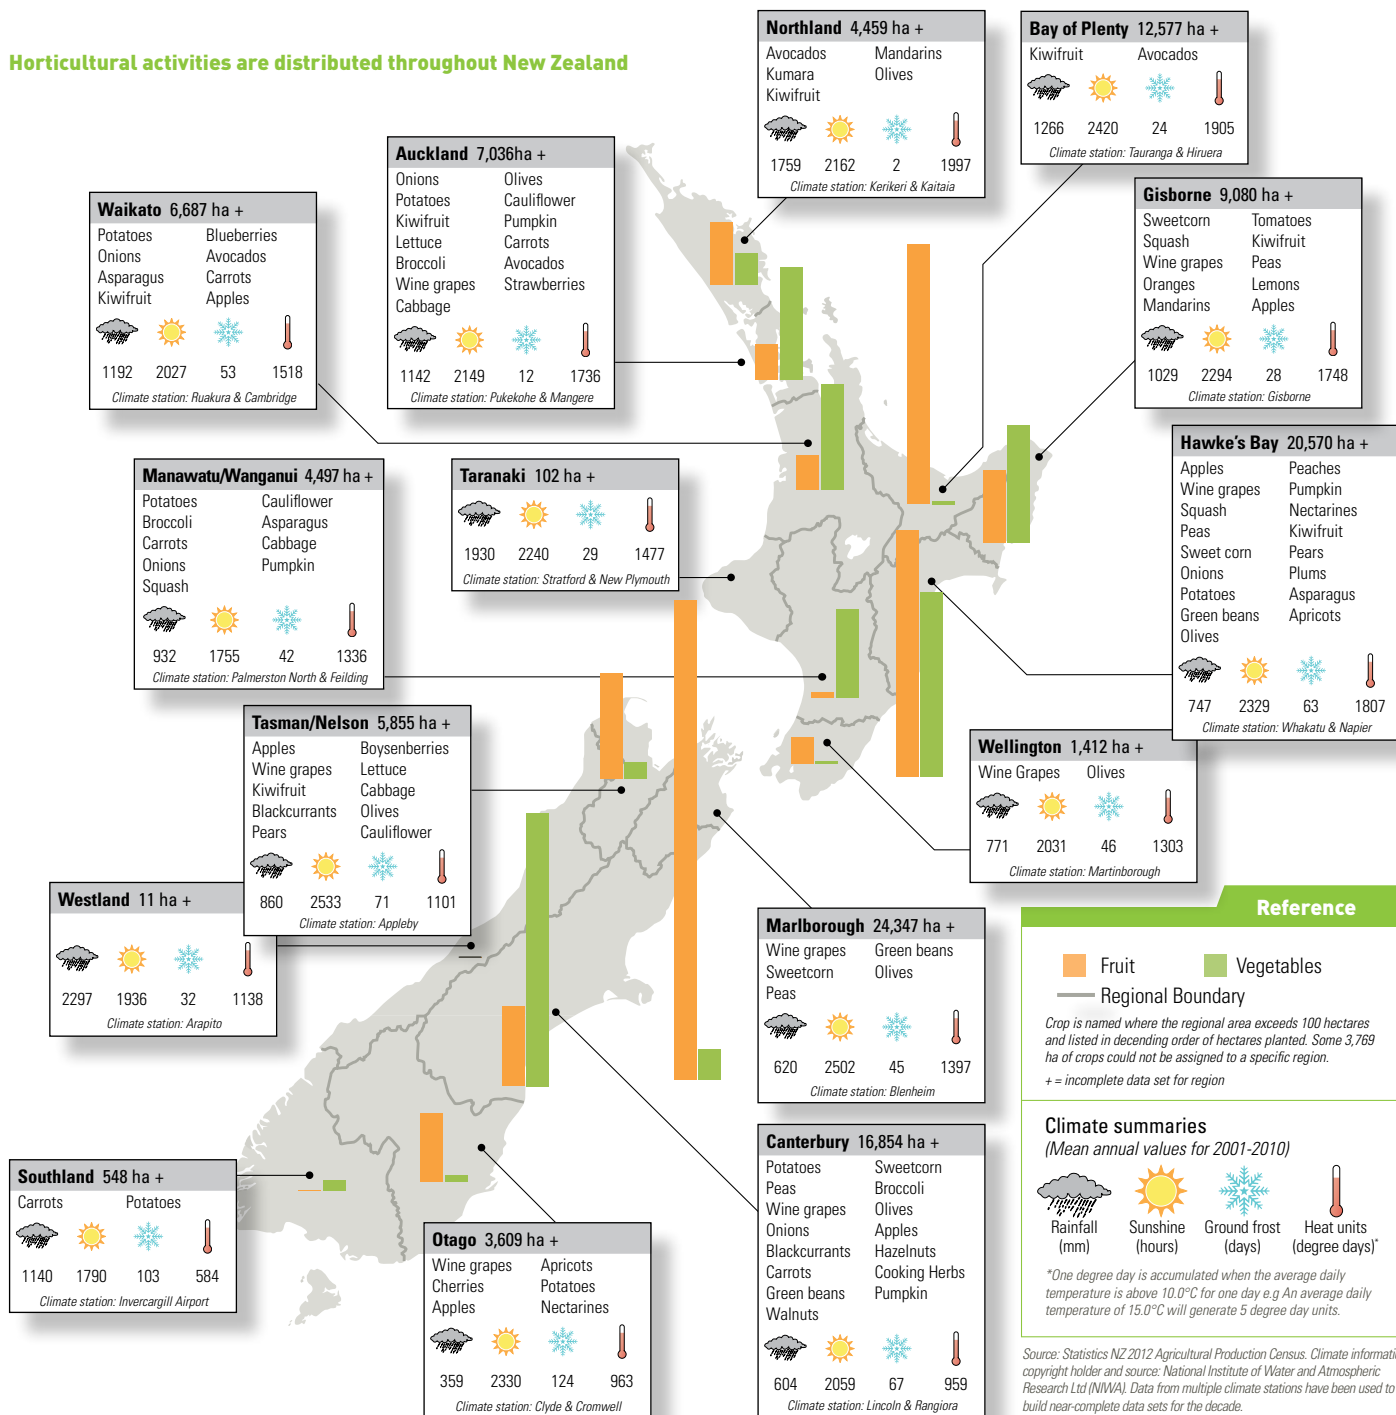 Horticultural activities are distributed throughout New Zealand
Northland 4,459 ha +
Avocados Mandarins
Kumara Olives
Kiwifruit
1759 2162 2 1997
Climate station: Kerikeri & Kaitaia
Bay of Plenty 12,577 ha +
Kiwifruit Avocados
1266 2420 24 1905
Climate station: Tauranga & Hiruera
Auckland 7,036ha +
Onions Olives
Potatoes Cauliflower
Kiwifruit Pumpkin
Lettuce Carrots
Broccoli Avocados
Wine grapes Strawberries
Cabbage
1142 2149 12 1736
Climate station: Pukekohe & Mangere
Waikato 6,687 ha +
Potatoes Blueberries
Onions Avocados
Asparagus Carrots
Kiwifruit Apples
1192 2027 53 1518
Climate station: Ruakura & Cambridge
Gisborne 9,080 ha +
Sweetcorn Tomatoes
Squash Kiwifruit
Wine grapes Peas
Oranges Lemons
Mandarins Apples
1029 2294 28 1748
Climate station: Gisborne
Hawke's Bay 20,570 ha +
Apples Peaches
Wine grapes Pumpkin
Squash Nectarines
Peas Kiwifruit
Sweet corn Pears
Onions Plums
Potatoes Asparagus
Green beans Apricots
Olives
747 2329 63 1807
Climate station: Whakatu & Napier
Manawatu/Wanganui 4,497 ha +
Potatoes Cauliflower
Broccoli Asparagus
Carrots Cabbage
Onions Pumpkin
Squash
932 1755 42 1336
Climate station: Palmerston North & Feilding
Taranaki 102 ha +
1930 2240 29 1477
Climate station: Stratford & New Plymouth
Tasman/Nelson 5,855 ha +
Apples Boysenberries
Wine grapes Lettuce
Kiwifruit Cabbage
Blackcurrants Olives
Pears Cauliflower
860 2533 71 1101
Climate station: Appleby
Wellington 1,412 ha +
Wine Grapes Olives
771 2031 46 1303
Climate station: Martinborough
Westland 11 ha +
2297 1936 32 1138
Climate station: Arapito
Marlborough 24,347 ha +
Wine grapes Green beans
Sweetcorn Olives
Peas
620 2502 45 1397
Climate station: Blenheim
Canterbury 16,854 ha +
Potatoes Sweetcorn
Peas Broccoli
Wine grapes Olives
Onions Apples
Blackcurrants Hazelnuts
Carrots Cooking Herbs
Green beans Pumpkin
Walnuts
604 2059 67 959
Climate station: Lincoln & Rangiora
Southland 548 ha +
Carrots Potatoes
1140 1790 103 584
Climate station: Invercargill Airport
Otago 3,609 ha +
Wine grapes Apricots
Cherries Potatoes
Apples Nectarines
359 2330 124 963
Climate station: Clyde & Cromwell
Reference
Fruit Vegetables
Regional Boundary
Crop is named where the regional area exceeds 100 hectares
and listed in decending order of hectares planted. Some 3,769
ha of crops could not be assigned to a specific region.
+ = incomplete data set for region
Climate summaries
(Mean annual values for 2001-2010)
Rainfall Sunshine Ground frost Heat units
(mm) (hours) (days) (degree days)*
*One degree day is accumulated when the average daily
temperature is above 10.0°C for one day e.g An average daily
temperature of 15.0°C will generate 5 degree day units.
Source: Statistics NZ 2012 Agricultural Production Census. Climate informati
copyright holder and source: National Institute of Water and Atmospheric
Research Ltd (NIWA). Data from multiple climate stations have been used to
build near-complete data sets for the decade.